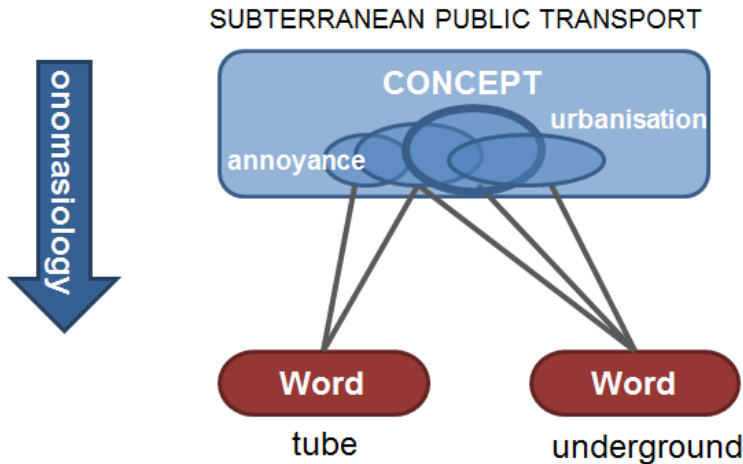 SUBTERRANEAN PUBLIC TRANSPORT
onomasiology
CONCEPT
urbanisation
annoyance
Word
Word
tube
underground